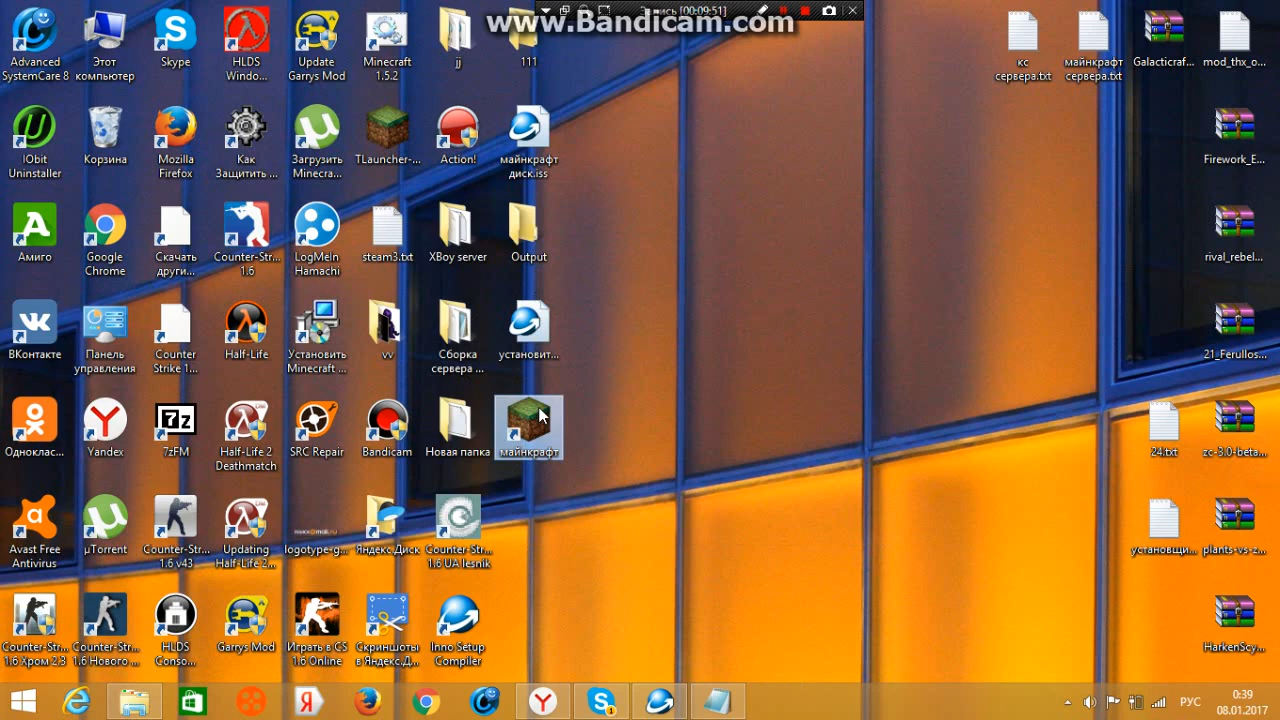 www.Bandicam.com
[00:09:51]
Advanced
SystemCare 8
Этот
компьютер
Skype
HLDS
Windo...
Update
Garrys Mod
Minecraft
1.5.2
jj
111
кс
сервера.txt
майнкрафт
сервера.txt
Galacticraf...
mod_thx_o...
IObit
Uninstaller
Корзина
Mozilla
Firefox
Как
Защитить ...
Загрузить
Minecra...
TLauncher-...
Action!
майнкрафт
диск.iss
Firework_E...
Амиго
Google
Chrome
Скачать
други...
Counter-Str...
1.6
LogMeIn
Hamachi
steam3.txt
XBoy server
Output
rival_rebel...
ВКонтакте
Панель
управления
Counter
Strike 1...
Half-Life
Установить
Minecraft ...
vv
Сборка
сервера ...
установит...
21_Ferullos...
Однокласс...
Yandex
7zFM
Half-Life 2
Deathmatch
SRC Repair
Bandicam
Новая папка
майнкрафт
24.txt
zc-3.0-beta...
Avast Free
Antivirus
µTorrent
Counter-Str...
1.6 v43
Updating
Half-Life 2...
logotype-g...
Яндекс.Диск
Counter-Str...
1.6 UA lesnik
установщи...
plants-vs-z...
Counter-Str...
1.6 Хром 2.3
Counter-Str...
1.6 Нового ...
HLDS
Conso...
Garrys Mod
Играть в CS
1.6 Online
Скриншоты
в Яндекс.Д...
Inno Setup
Compiler
HarkenScy...
РУС
0:39
08.01.2017